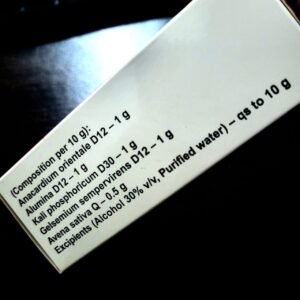 (Composition per 10 g):
Anacardium orientale D12 – 1 g
Alumina D12 – 1 g
Kali phosphoricum D30 – 1 g
Gelsemium sempervirens D12 – 1 g
Avena sativa Q – 0.5 g
Excipients (Alcohol 30% v/v, Purified water) – qs to 10 g